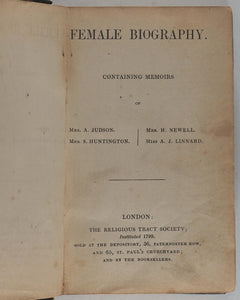 FEMALE BIOGRAPHY.
CONTAINING MEMOIRS
OF
MRS. A. JUDSON.
MRS. S. HUNTINGTON.
MRS. H. NEWELL.
MISS A. J. LINNARD.
LONDON:
THE RELIGIOUS TRACT SOCIETY;
Instituted 1799.
SOLD AT THE DEPOSITORY, 56, PATERNOSTER ROW,
AND 65, ST. PAUL'S CHURCHYARD;
AND BY THE BOOKSELLERS.